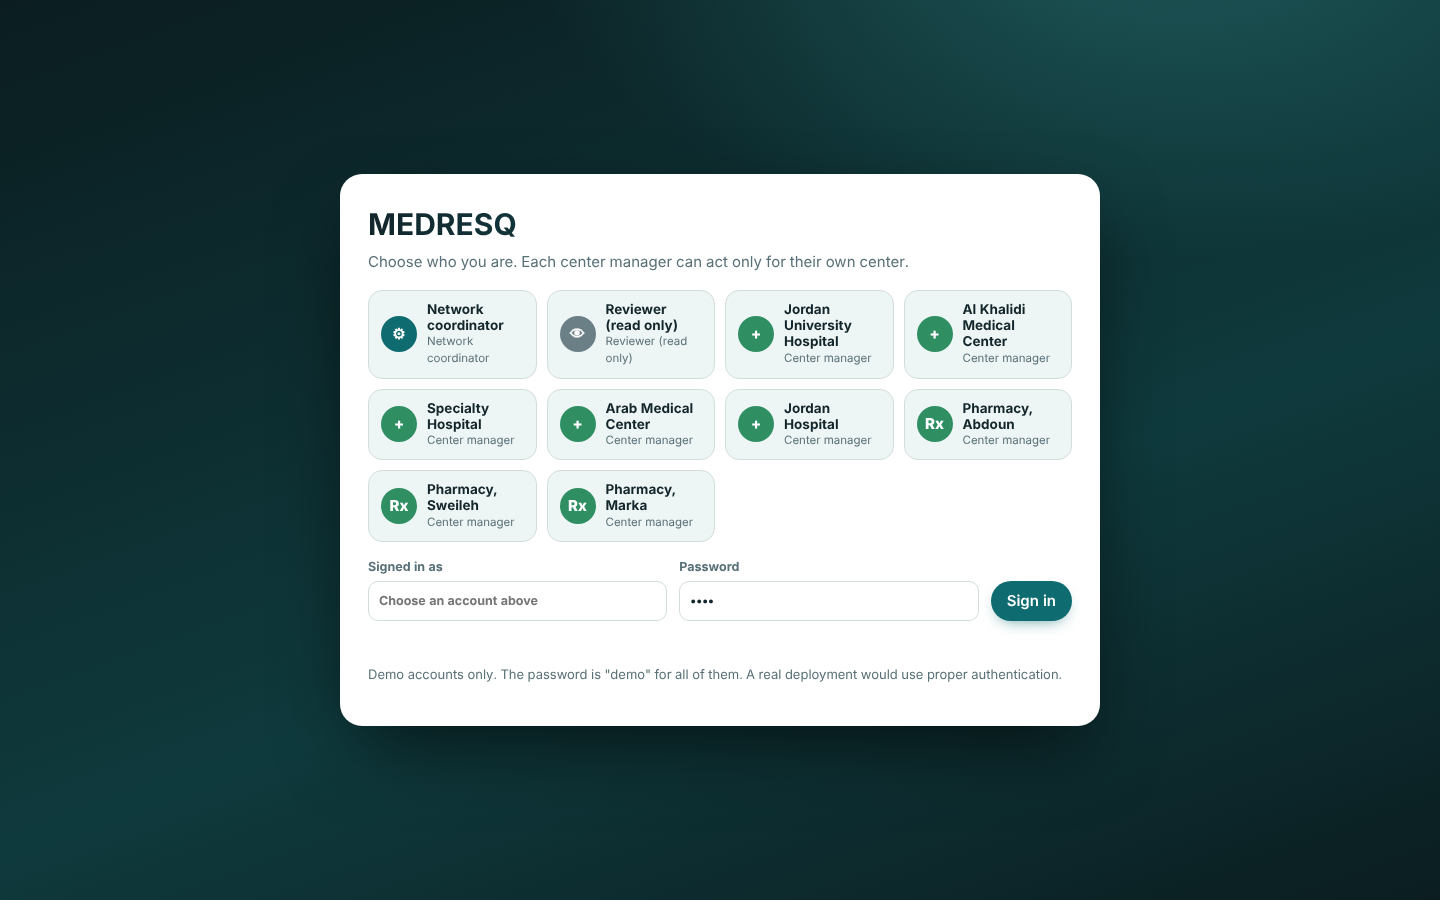 MEDRESQ
Choose who you are. Each center manager can act only for their own center.
Network
coordinator
Network
coordinator
Reviewer
(read only)
Reviewer (read
only)
+
Jordan
University
Hospital
Center manager
+
Al Khalidi
Medical
Center
Center manager
+
Specialty
Hospital
Center manager
+
Arab Medical
Center
Center manager
+
Jordan
Hospital
Center manager
Rx
Pharmacy,
Abdoun
Center manager
Rx
Pharmacy,
Sweileh
Center manager
Rx
Pharmacy,
Marka
Center manager
Signed in as
Choose an account above
Password
••••
Sign in
Demo accounts only. The password is "demo" for all of them. A real deployment would use proper authentication.